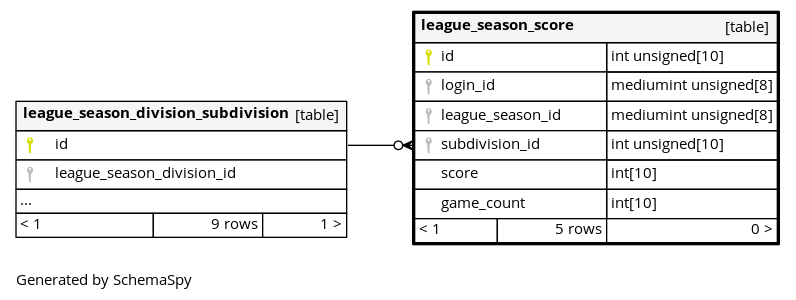 league_season_division_subdivision [table]
id
league_season_division_id
...
< 1 9 rows 1 >
league_season_score [table]
id int unsigned[10]
login_id mediumint unsigned[8]
league_season_id mediumint unsigned[8]
subdivision_id int unsigned[10]
score int[10]
game_count int[10]
< 1 5 rows 0 >
Generated by SchemaSpy